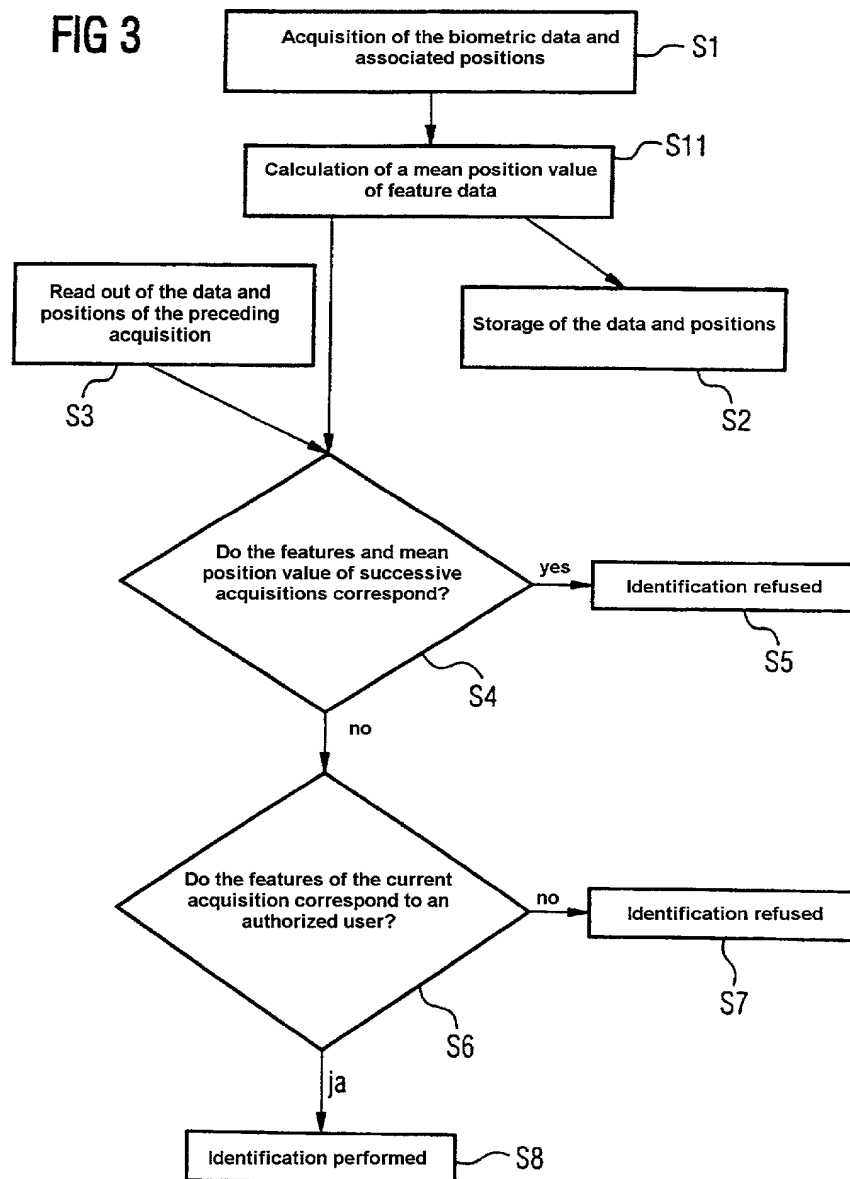 FIG 3
Acquisition of the biometric data and
associated positions
S1
Calculation of a mean position value
of feature data
S11
Read out of the data and
positions of the preceding
acquisition
S3
Storage of the data and positions
S2
Do the features and mean
position value of successive
acquisitions correspond?
S4
yes
Identification refused
S5
no
Do the features of the current
acquisition correspond to an
authorized user?
S6
no
Identification refused
S7
ja
Identification performed
S8